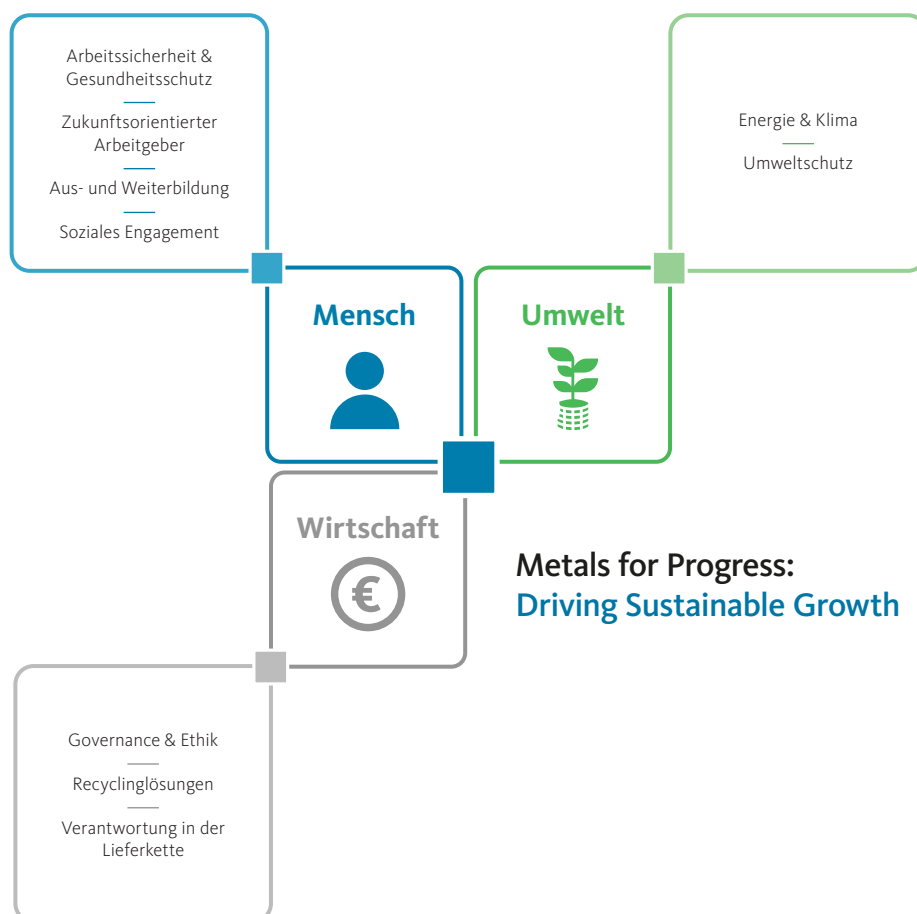 Arbeitssicherheit &
Gesundheitsschutz
Zukunftsorientierter
Arbeitgeber
Aus- und Weiterbildung
Soziales Engagement
Energie & Klima
Umweltschutz
Mensch
Umwelt
Wirtschaft
€
Metals for Progress:
Driving Sustainable Growth
Governance & Ethik
Recyclinglösungen
Verantwortung in der
Lieferkette